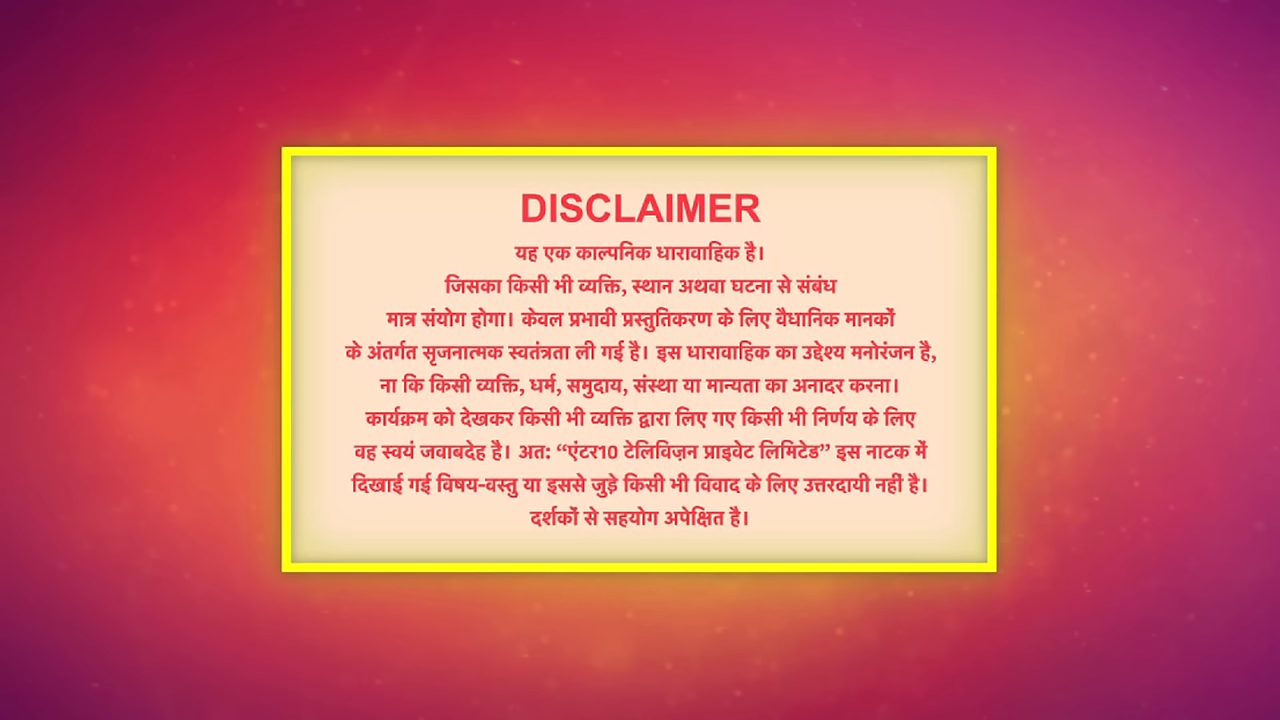 DISCLAIMER
यह एक काल्पनिक धारावाहिक है।
जिसका किसी भी व्यक्ति, स्थान अथवा घटना से संबंध
मात्र संयोग होगा। केवल प्रभावी प्रस्तुतिकरण के लिए वैधानिक मानकों
के अंतर्गत सृजनात्मक स्वतंत्रता ली गई है। इस धारावाहिक का उद्देश्य मनोरंजन है,
ना कि किसी व्यक्ति, धर्म, समुदाय, संस्था या मान्यता का अनादर करना।
कार्यक्रम को देखकर किसी भी व्यक्ति द्वारा लिए गए किसी भी निर्णय के लिए
वह स्वयं जवाबदेह है। अत: “एंटर10 टेलिविज़न प्राइवेट लिमिटेड” इस नाटक में
दिखाई गई विषय-वस्तु या इससे जुड़े किसी भी विवाद के लिए उत्तरदायी नहीं है।
दर्शकों से सहयोग अपेक्षित है।